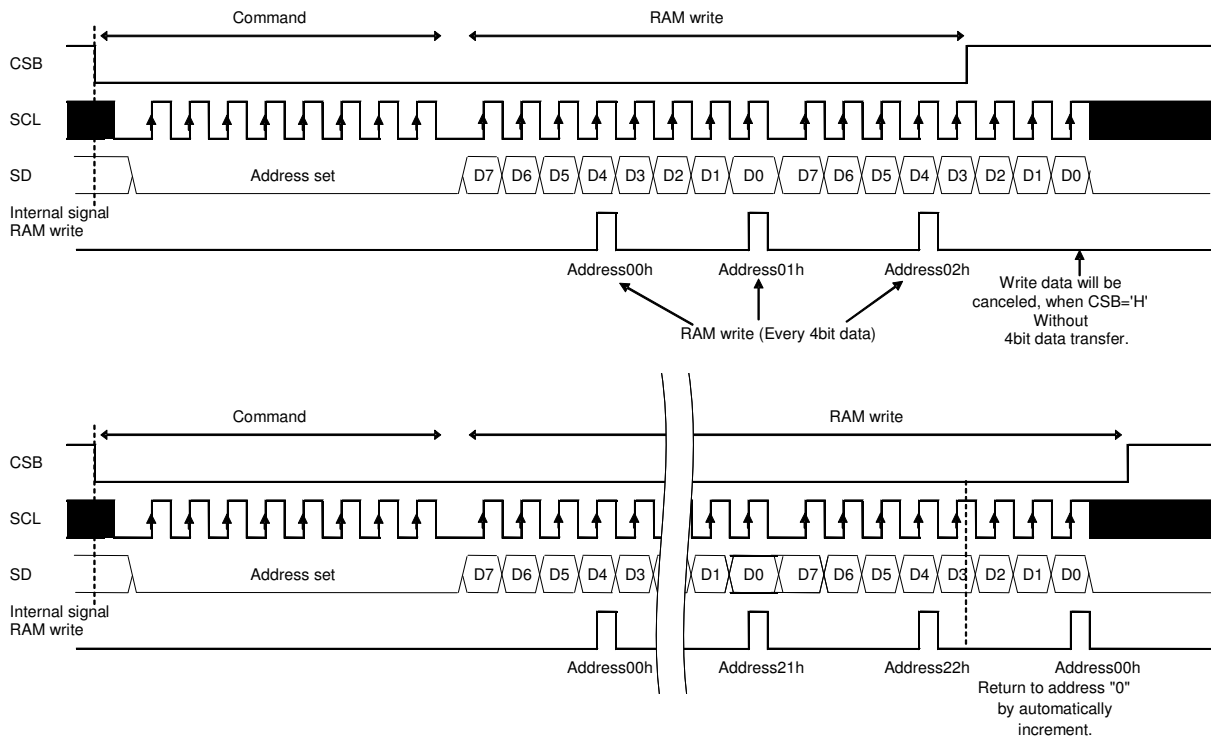 Command RAM write
CSB
SCL
SD Address set D7 D6 D5 D4 D3 D2 D1 D0 D7 D6 D5 D4 D3 D2 D1 D0
Internal signal
RAM write
Address00h Address01h Address02h
Write data will be
canceled, when CSB='H'
Without
4bit data transfer.
RAM write (Every 4bit data)
Command RAM write
CSB
SCL
SD Address set D7 D6 D5 D4 D3 D1 D0 D7 D6 D5 D4 D3 D2 D1 D0
Internal signal
RAM write
Address00h Address21h Address22h Address00h
Return to address "0"
by automatically
increment.